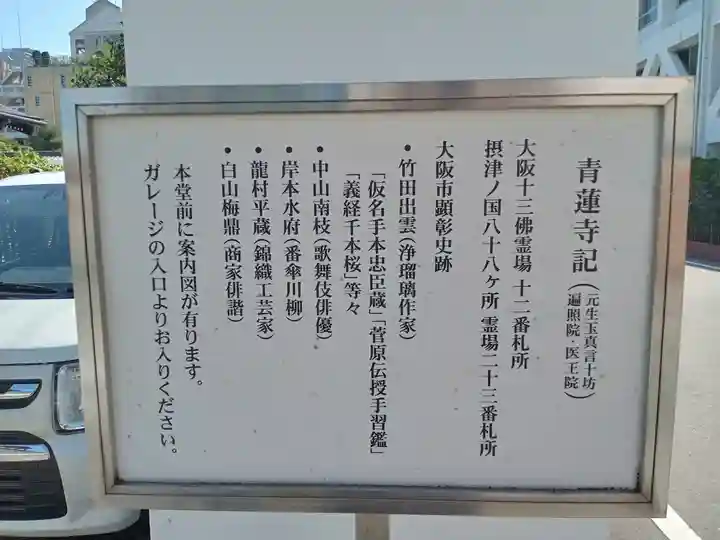 青蓮寺記(元生玉真言十坊
遍照院・医王院)
大阪十三佛霊場 十二番札所
摂津ノ国八十八ヶ所 霊場二十三番札所
大阪市顕彰史跡
●竹田出雲(浄瑠璃作家)
「仮名手本忠臣蔵」「菅原伝授手習鑑」
「義経千本桜」等々
●中山南枝(歌舞伎俳優)
●岸本水府(番傘川柳)
●龍村平蔵(錦織工芸家)
●白山梅鼎(商家俳諧)
本堂前に案内図が有ります。
ガレージの入口よりお入りください。